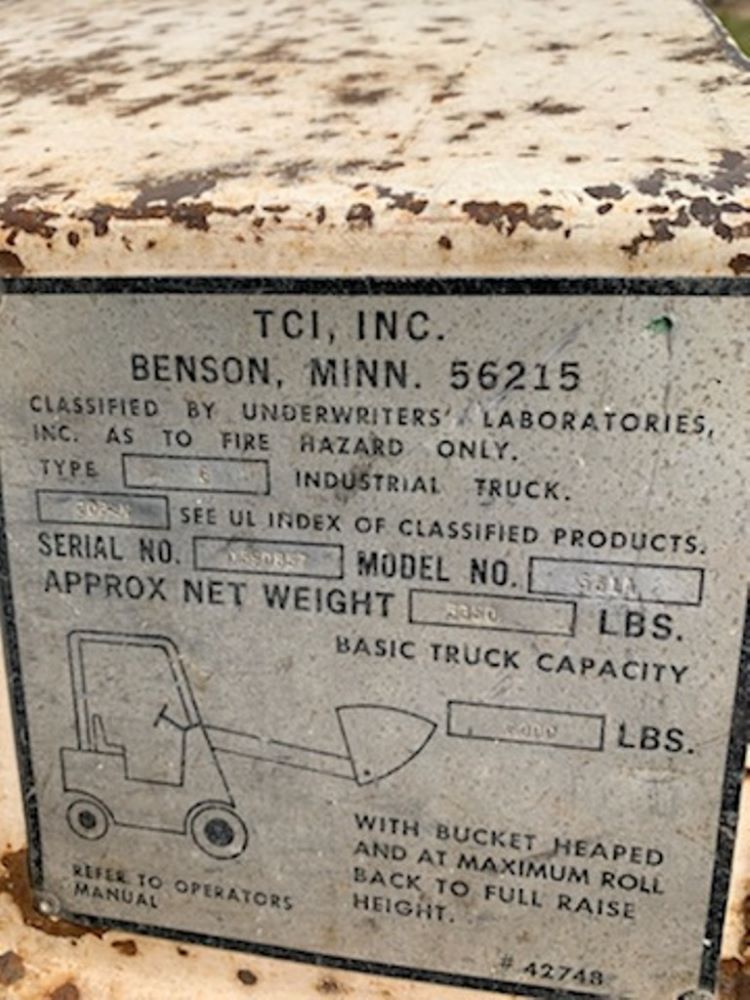 TCI, INC.
BENSON, MINN. 56215
CLASSIFIED BY UNDERWRITERS' LABORATORIES,
INC. AS TO FIRE HAZARD ONLY.
TYPE INDUSTRIAL TRUCK.
SEE UL INDEX OF CLASSIFIED PRODUCTS.
SERIAL NO. MODEL NO.
APPROX NET WEIGHT LBS.
BASIC TRUCK CAPACITY
LBS.
WITH BUCKET HEAPED
AND AT MAXIMUM ROLL
BACK TO FULL RAISE
HEIGHT.
REFER TO OPERATORS
MANUAL
# 42748